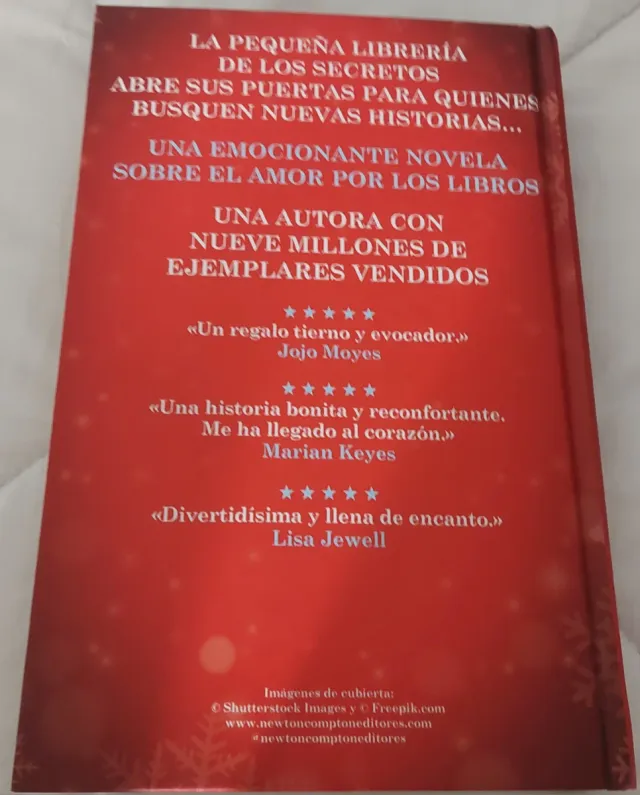 LA PEQUEÑA LIBRERÍA
DE LOS SECRETOS
ABRE SUS PUERTAS PARA QUIENES
BUSQUEN NUEVAS HISTORIAS...
UNA EMOCIONANTE NOVELA
SOBRE EL AMOR POR LOS LIBROS
UNA AUTORA CON
NUEVE MILLONES DE
EJEMPLARES VENDIDOS
«Un regalo tierno y evocador.»
Jojo Moyes
«Una historia bonita y reconfortante.
Me ha llegado al corazón.»
Marian Keyes
«Divertidísima y llena de encanto.»
Lisa Jewell
Imágenes de cubierta:
© Shutterstock Images y © Freepik.com
www.newtoncomptoneditores.com
#newtoncomptoneditores